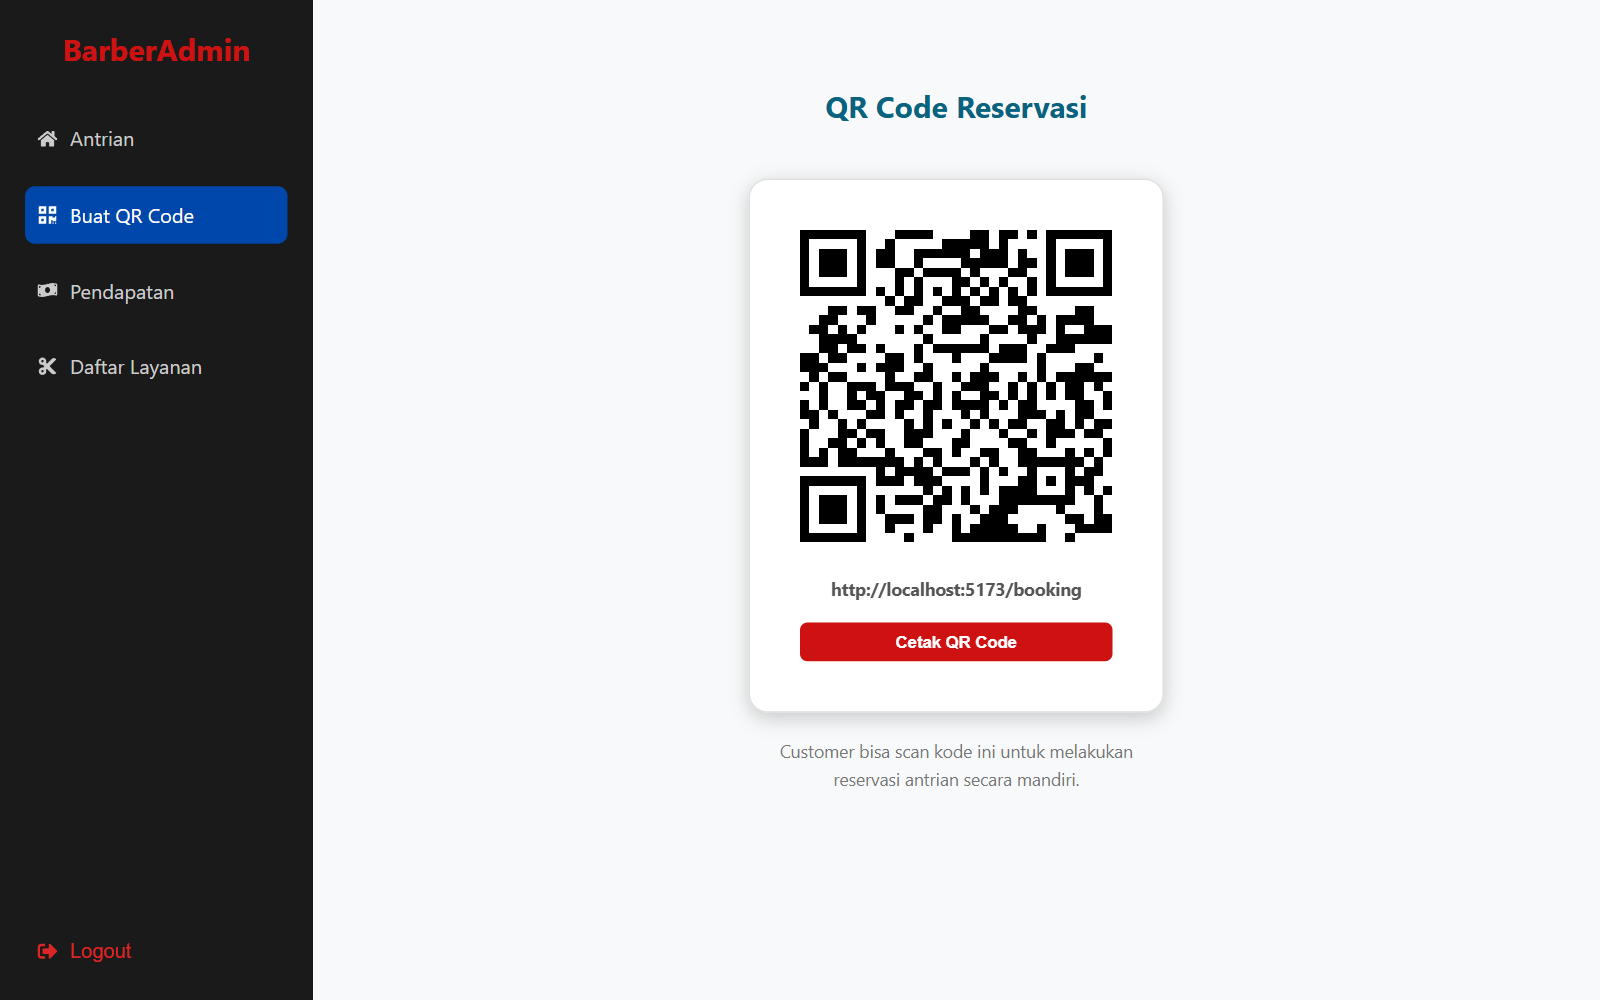 BarberAdmin
Antrian
Buat QR Code
Pendapatan
Daftar Layanan
Logout
QR Code Reservasi
http://localhost:5173/booking
Cetak QR Code
Customer bisa scan kode ini untuk melakukan
reservasi antrian secara mandiri.